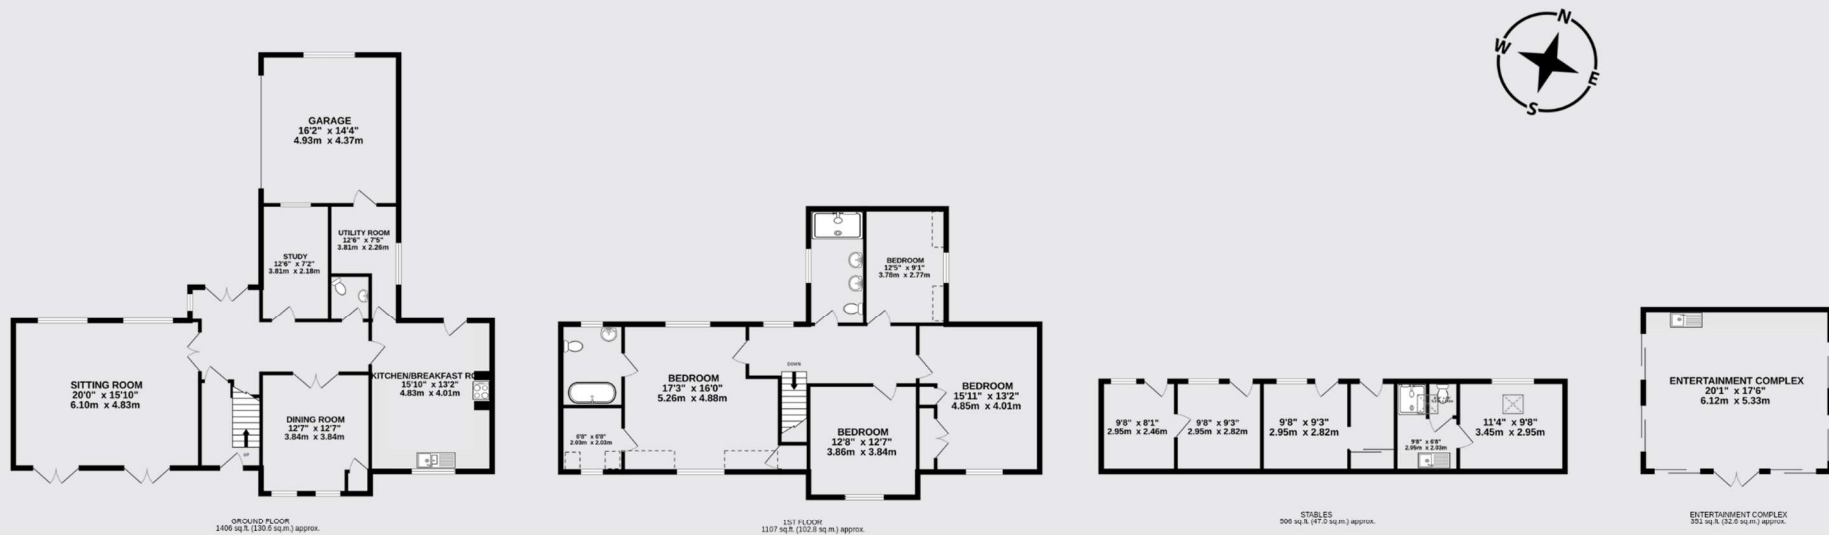 N
W
E
S
GARAGE
16'2" x 14'4"
4.93m x 4.37m
UTILITY ROOM
12'6" x 7'5"
3.81m x 2.26m
STUDY
12'6" x 7'2"
3.81m x 2.18m
SITTING ROOM
20'0" x 15'10"
6.10m x 4.83m
KITCHEN/BREAKFAST RO
15'10" x 13'2"
4.83m x 4.01m
DINING ROOM
12'7" x 12'7"
3.84m x 3.84m
UP
GROUND FLOOR
1406 sq.ft. (130.6 sq.m.) approx.
BEDROOM
12'5" x 9'1"
3.78m x 2.77m
DOWN
BEDROOM
17'3" x 16'0"
5.26m x 4.88m
BEDROOM
15'11" x 13'2"
4.85m x 4.01m
BEDROOM
12'8" x 12'7"
3.86m x 3.84m
6'8" x 6'8"
2.03m x 2.03m
1ST FLOOR
1107 sq.ft. (102.8 sq.m.) approx.
9'8" x 8'1"
2.95m x 2.46m
9'8" x 9'3"
2.95m x 2.82m
9'8" x 9'3"
2.95m x 2.82m
9'8" x 6'8"
2.95m x 2.03m
11'4" x 9'8"
3.45m x 2.95m
STABLES
506 sq.ft. (47.0 sq.m.) approx.
ENTERTAINMENT COMPLEX
20'1" x 17'6"
6.12m x 5.33m
ENTERTAINMENT COMPLEX
351 sq.ft. (32.6 sq.m.) approx.